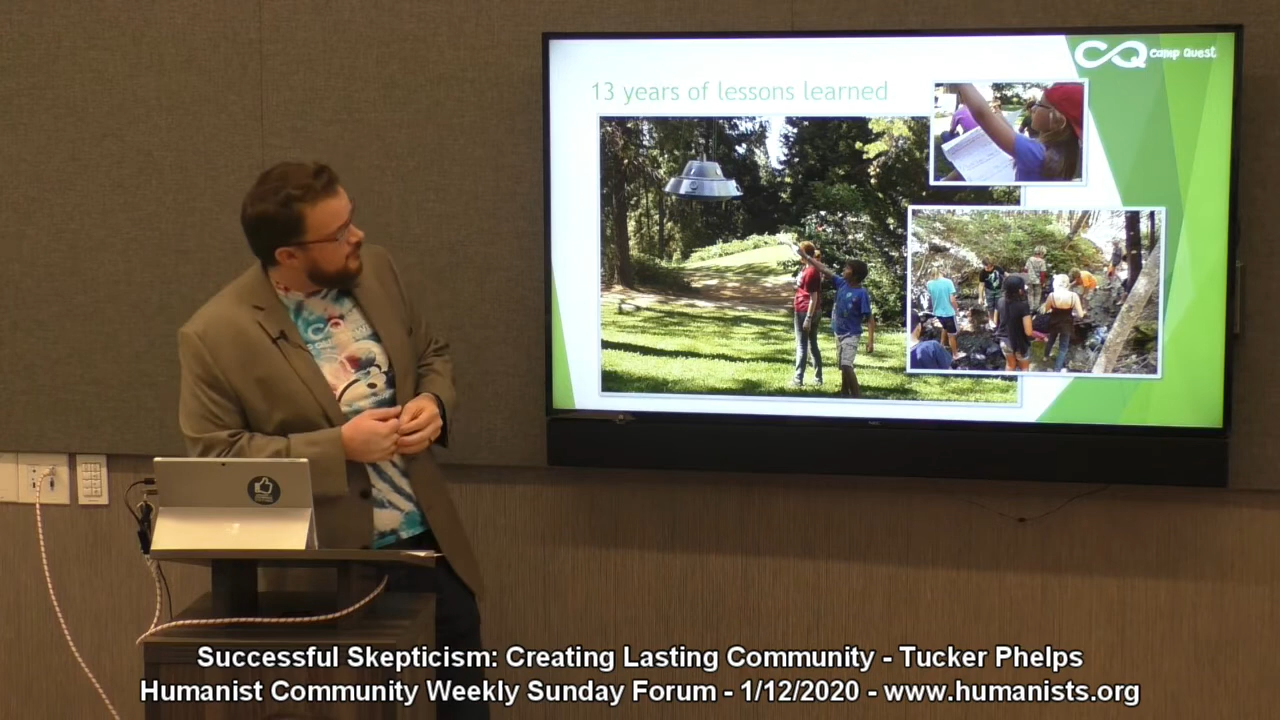 CQ Camp Quest
13 years of lessons learned
NEC
Successful Skepticism: Creating Lasting Community - Tucker Phelps
Humanist Community Weekly Sunday Forum - 1/12/2020 - www.humanists.org